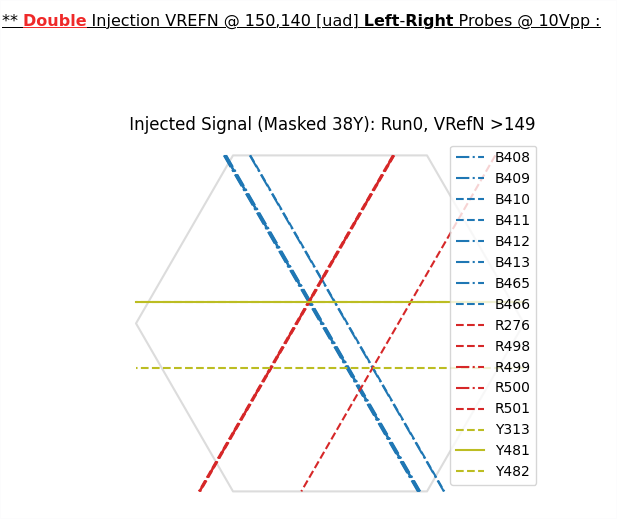 ** Double Injection VREFN @ 150,140 [uad] Left-Right Probes @ 10Vpp :
Injected Signal (Masked 38Y): Run0, VRefN >149
B408
B409
B410
B411
B412
B413
B465
B466
R276
R498
R499
R500
R501
Y313
Y481
Y482